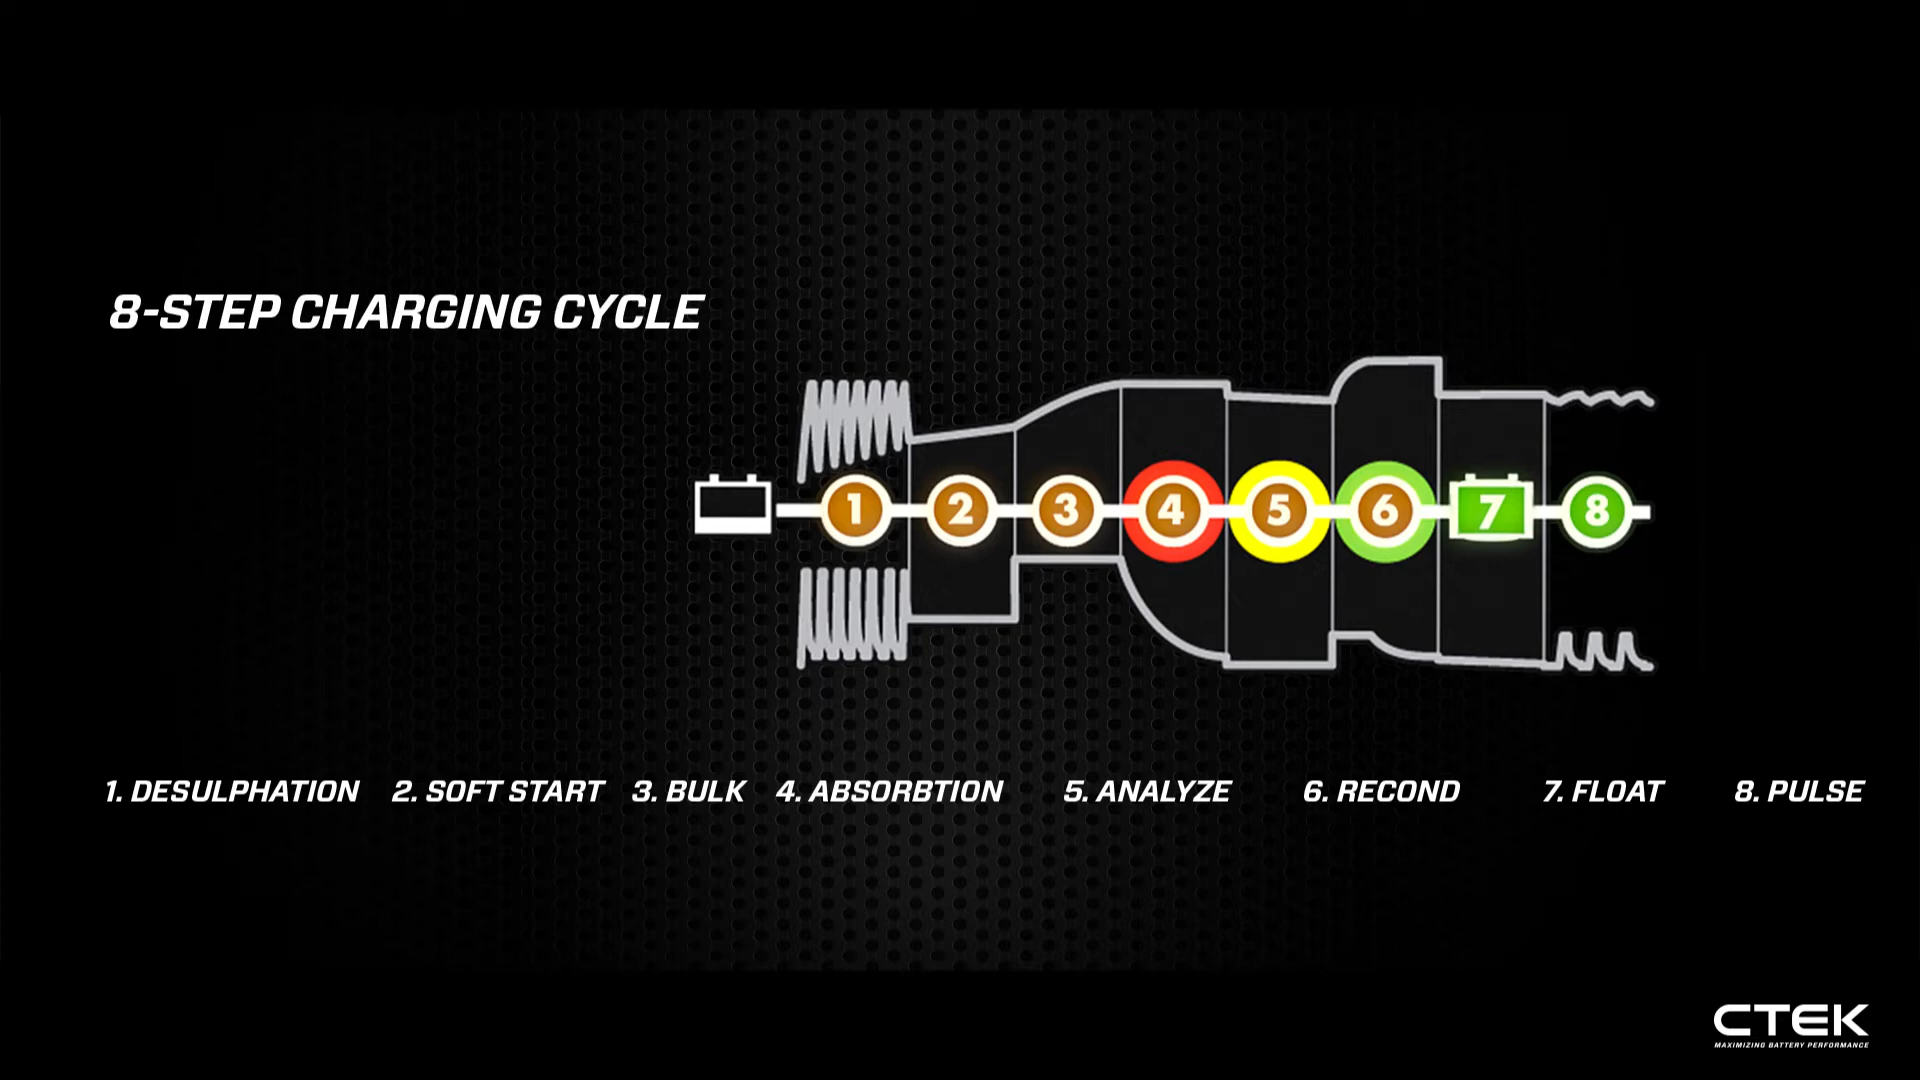 8-STEP CHARGING CYCLE
1 2 3 4 5 6 7 8
1. DESULPHATION 2. SOFT START 3. BULK 4. ABSORBTION 5. ANALYZE 6. RECOND 7. FLOAT 8. PULSE
CTEK
MAXIMIZING BATTERY PERFORMANCE